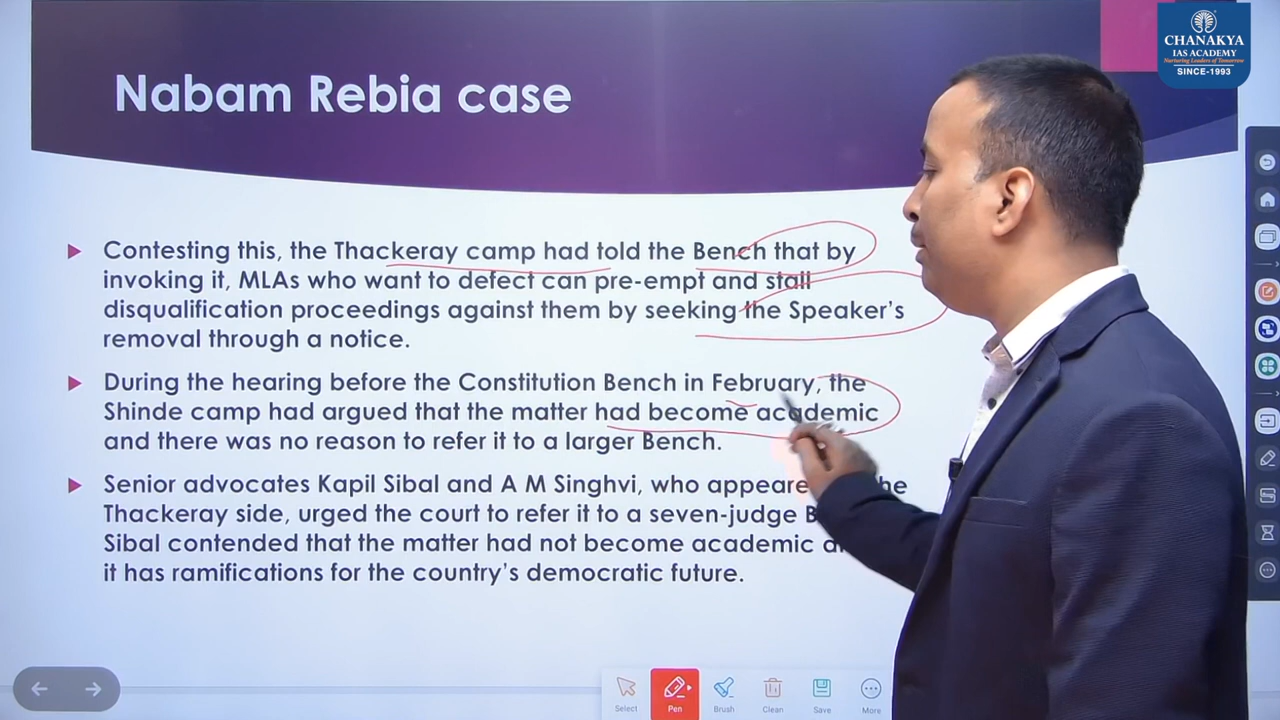 CHANAKYA
IAS ACADEMY
Nurturing Leaders of Tomorrow
SINCE-1993
Nabam Rebia case
Contesting this, the Thackeray camp had told the Bench that by
invoking it, MLAs who want to defect can pre-empt and stall
disqualification proceedings against them by seeking the Speaker's
removal through a notice.
During the hearing before the Constitution Bench in February, the
Shinde camp had argued that the matter had become academic
and there was no reason to refer it to a larger Bench.
Senior advocates Kapil Sibal and A M Singhvi, who
Thackeray side, urged the court to refer it to a seven-judge
Sibal contended that the matter had not become academic
it has ramifications for the country's democratic future.
Select Pen Brush Clean Save More